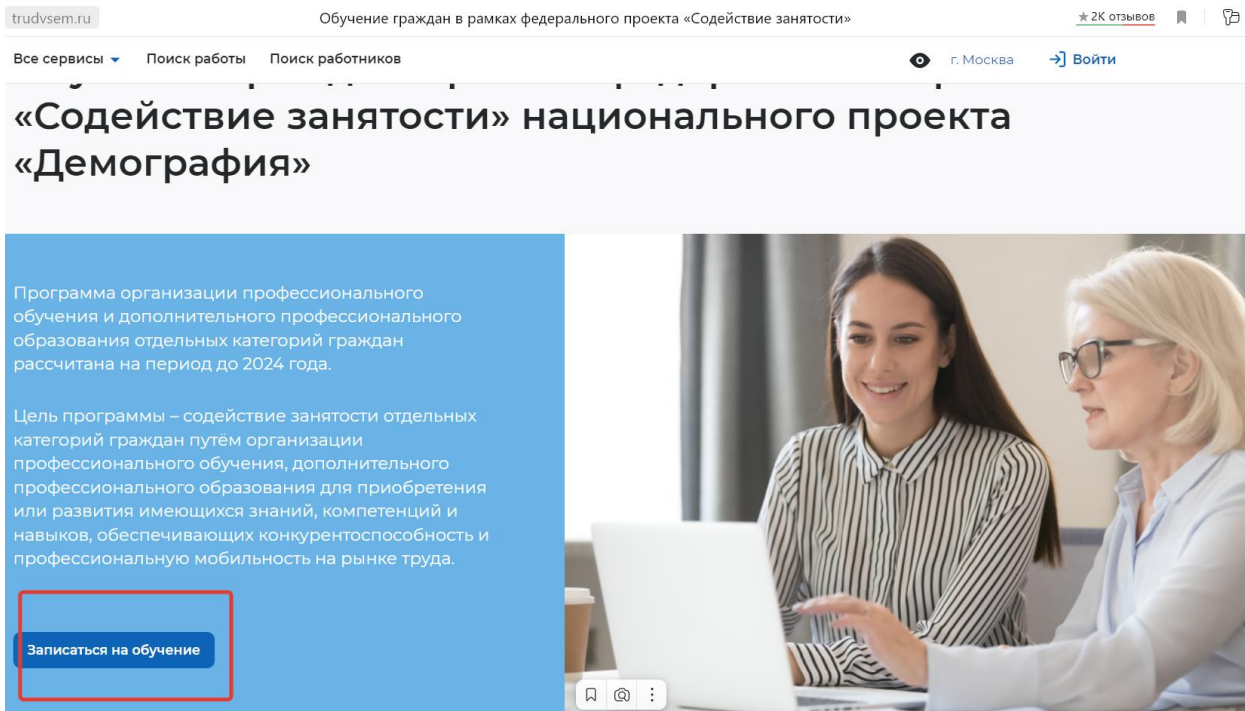 trudvsem.ru
Обучение граждан в рамках федерального проекта «Содействие занятости»
2K отзывов
Все сервисы
Поиск работы
Поиск работников
г. Москва
Войти
«Содействие занятости» национального проекта
«Демография»
Программа организации профессионального
обучения и дополнительного профессионального
образования отдельных категорий граждан
рассчитана на период до 2024 года.
Цель программы – содействие занятости отдельных
категорий граждан путём организации
профессионального обучения, дополнительного
профессионального образования для приобретения
или развития имеющихся знаний, компетенций и
навыков, обеспечивающих конкурентоспособность и
профессиональную мобильность на рынке труда.
Записаться на обучение